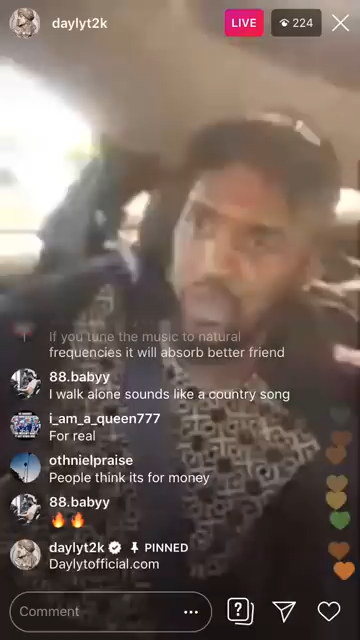 daylyt2k
LIVE
224
If you tune the music to natural
frequencies it will absorb better friend
88.babyy
I walk alone sounds like a country song
i_am_a_queen777
For real
othnielpraise
People think its for money
88.babyy
🔥🔥
daylyt2k PINNED
Daylytofficial.com
Comment